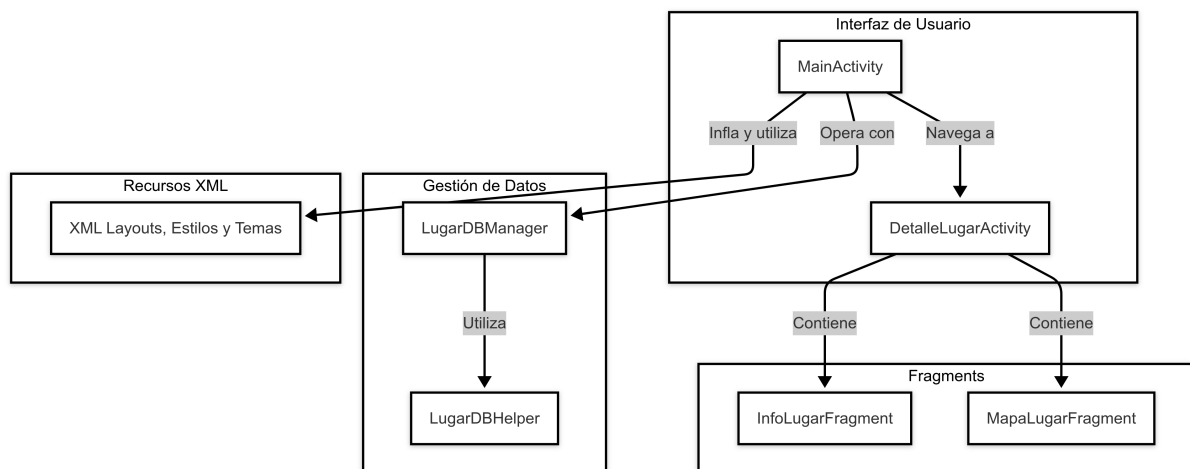 Interfaz de Usuario
MainActivity
Infla y utiliza
Opera con
Navega a
Recursos XML
XML Layouts, Estilos y Temas
Gestión de Datos
LugarDBManager
DetalleLugarActivity
Utiliza
Contiene
Contiene
LugarDBHelper
Fragments
InfoLugarFragment
MapaLugarFragment